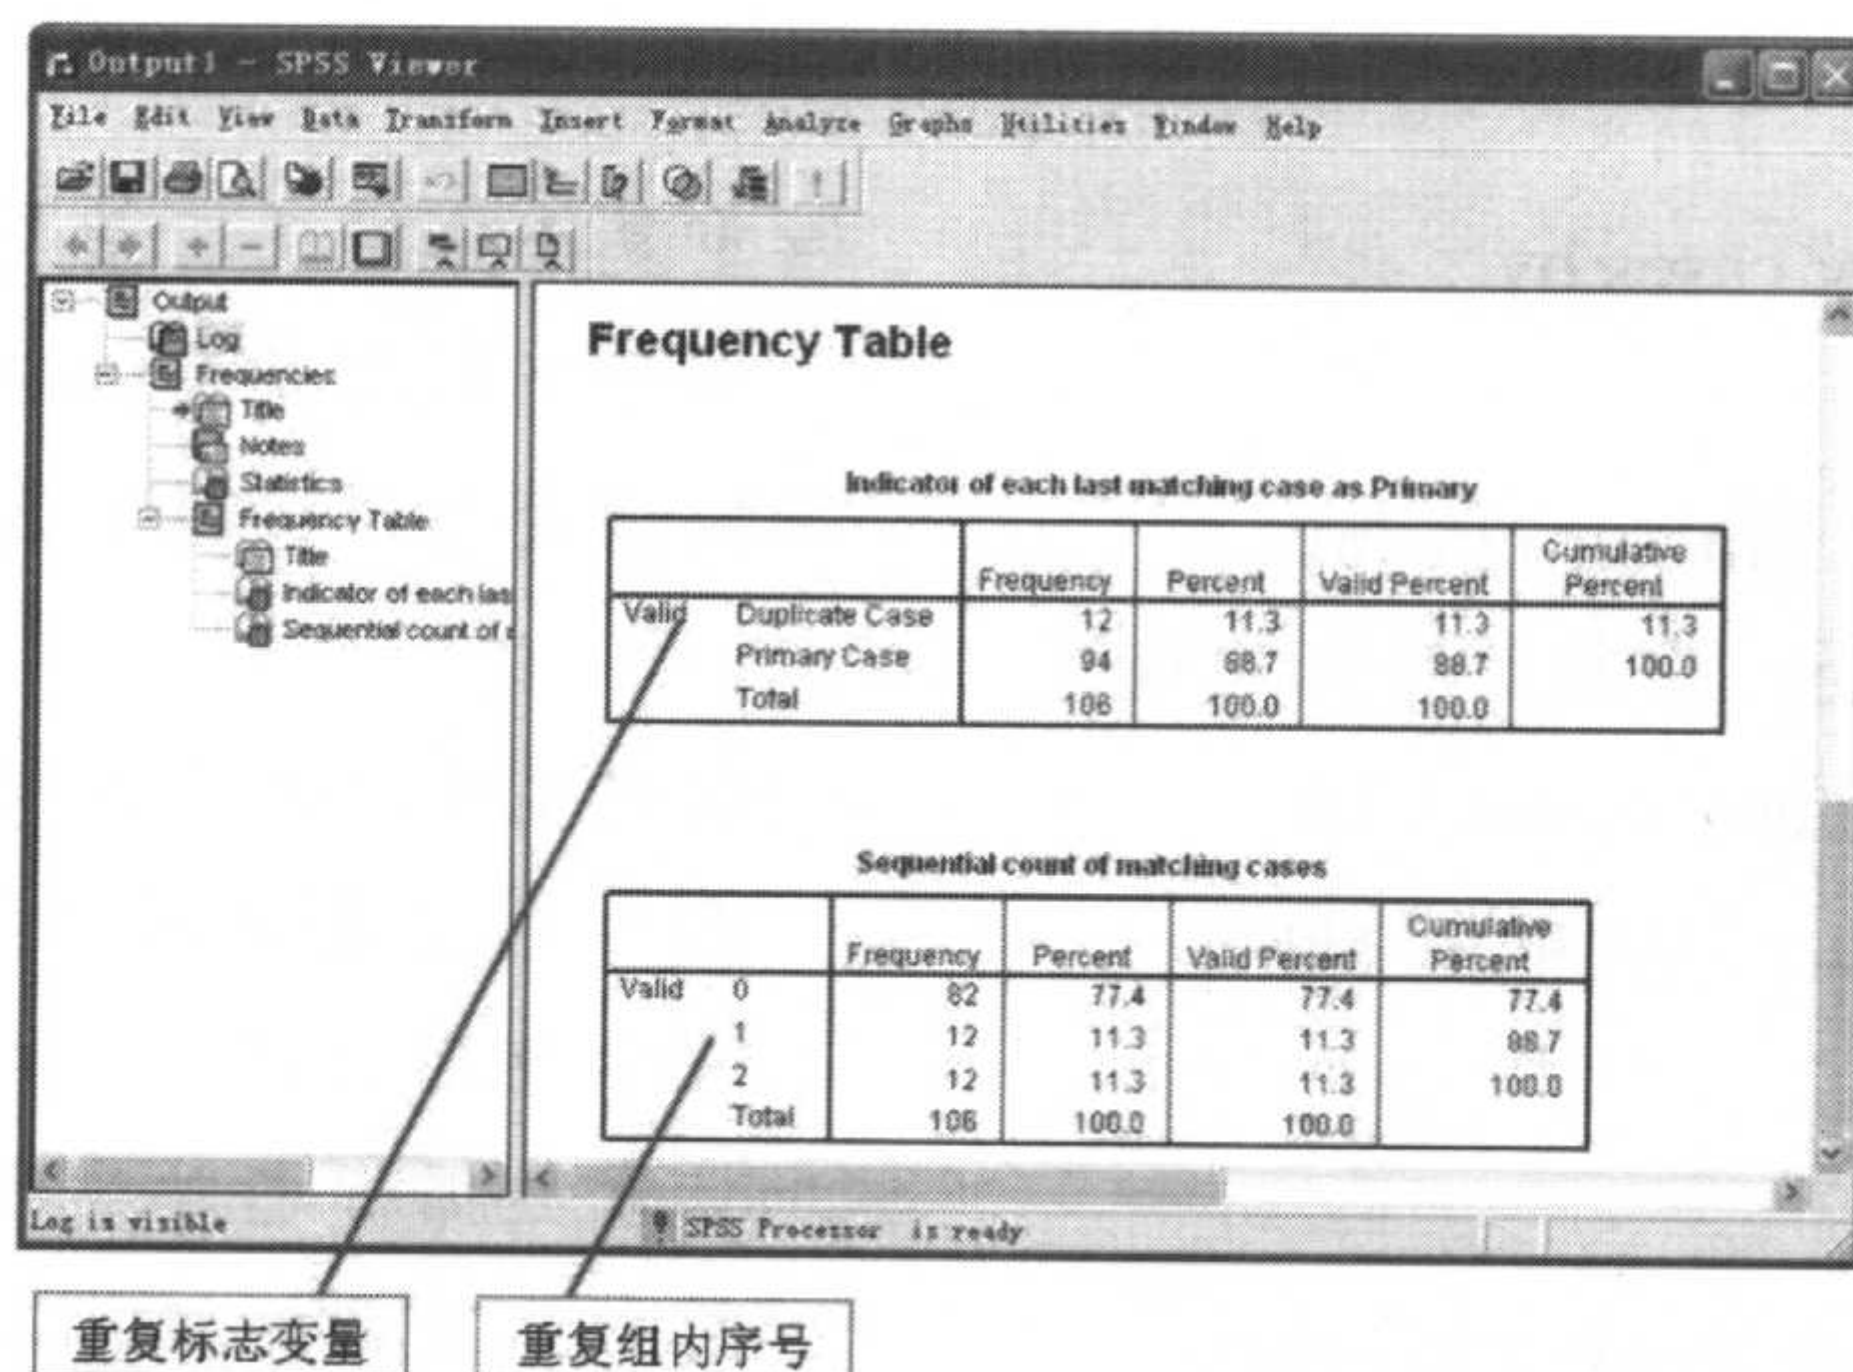 Output1 - SPSS Viewer
File Edit View Data Transform Insert Format Analyze Graphs Utilities Window Help
Output
Log
Frequencies
Title
Notes
Statistics
Frequency Table
Title
Indicator of each las
Sequential count of
Frequency Table
Indicator of each last matching case as Primary
Frequency Percent Valid Percent Cumulative Percent
Valid Duplicate Case 12 11.3 11.3 11.3
Primary Case 94 88.7 88.7 100.0
Total 106 100.0 100.0
Sequential count of matching cases
Frequency Percent Valid Percent Cumulative Percent
Valid 0 82 77.4 77.4 77.4
1 12 11.3 11.3 88.7
2 12 11.3 11.3 100.0
Total 106 100.0 100.0
Log is visible
SPSS Processor is ready
重复标志变量
重复组内序号